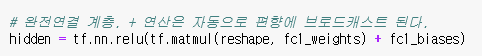 # 완전연결 계층. + 연산은 자동으로 편향에 브로드캐스트 된다.
hidden = tf.nn.relu(tf.matmul(reshape, fc1_weights) + fc1_biases)